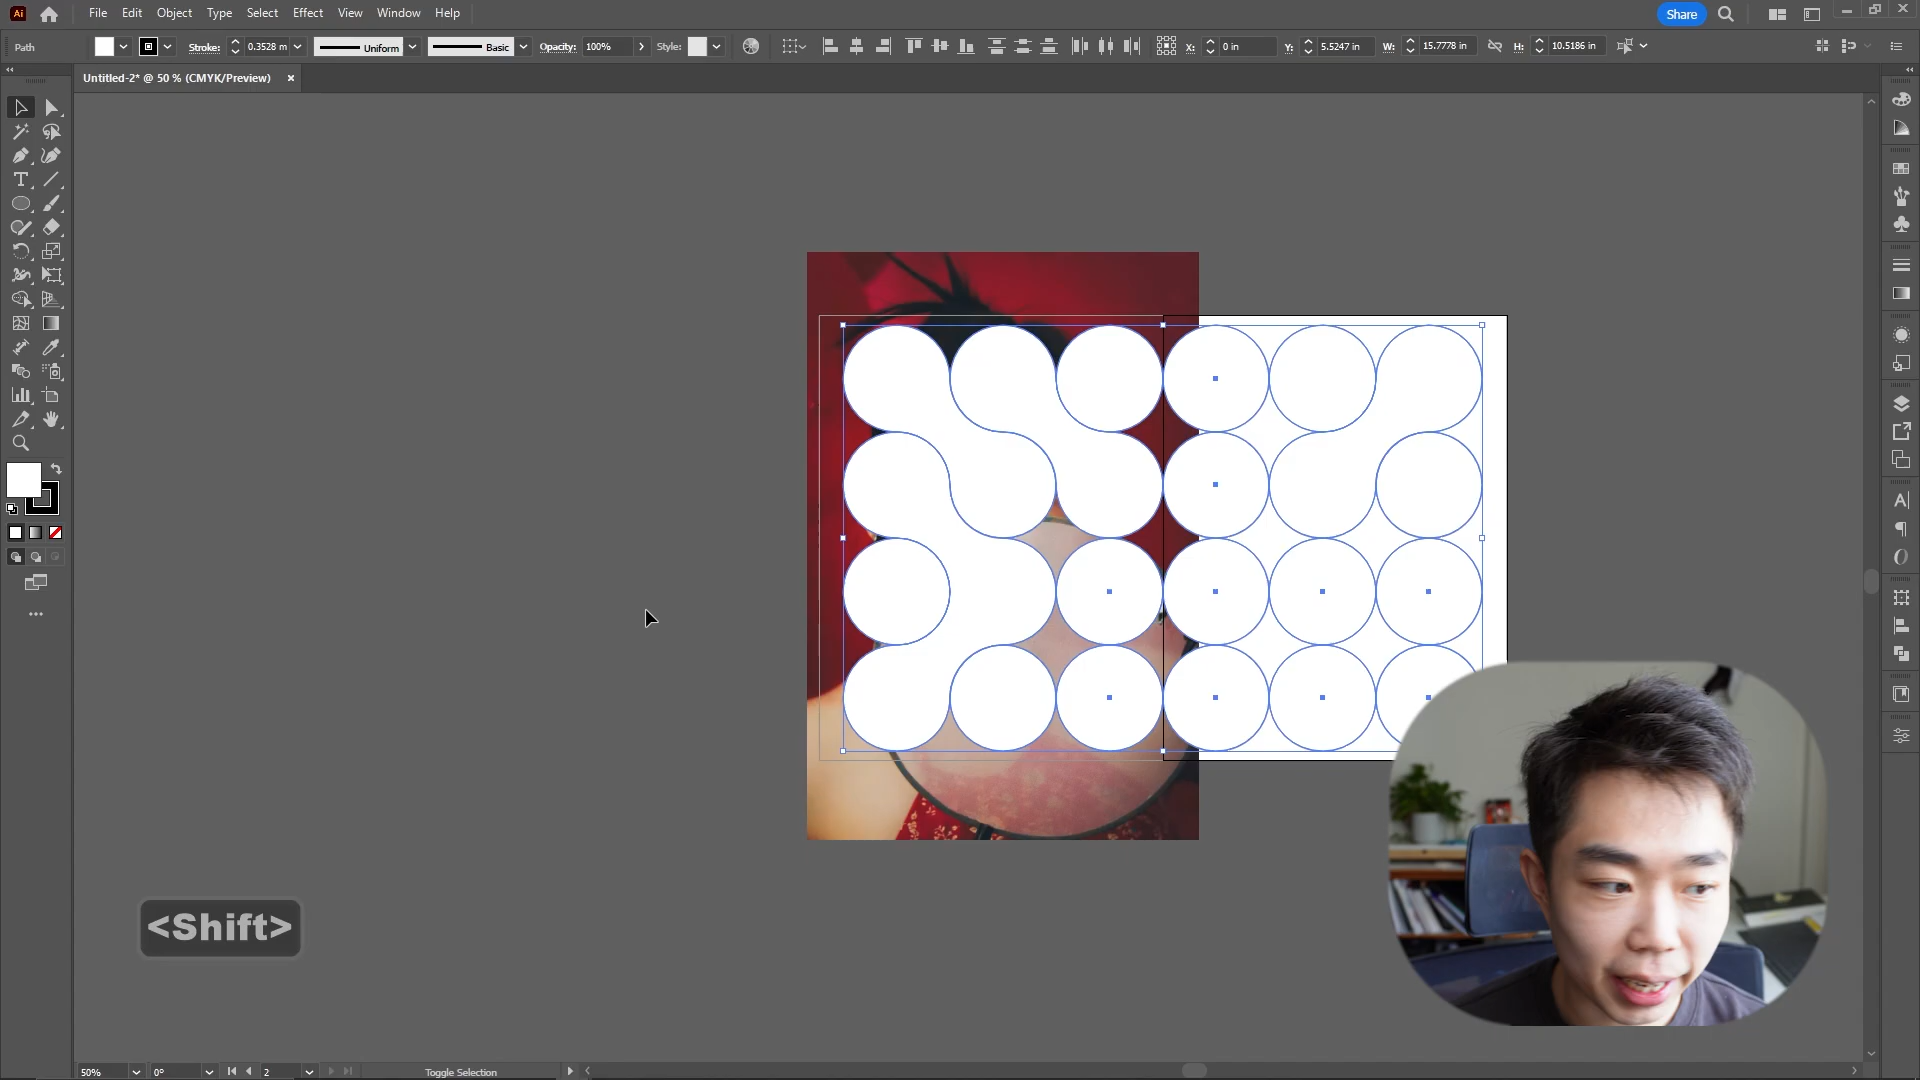 Ai File Edit Object Type Select Effect View Window Help Share
Path Stroke: 0.3528 m Uniform Basic Opacity: 100% Style: X: 0 in Y: 5.5247 in W: 15.7778 in H: 10.5186 in
Untitled-2* @ 50 % (CMYK/Preview) ×
<Shift>
50% 0° 2 Toggle Selection